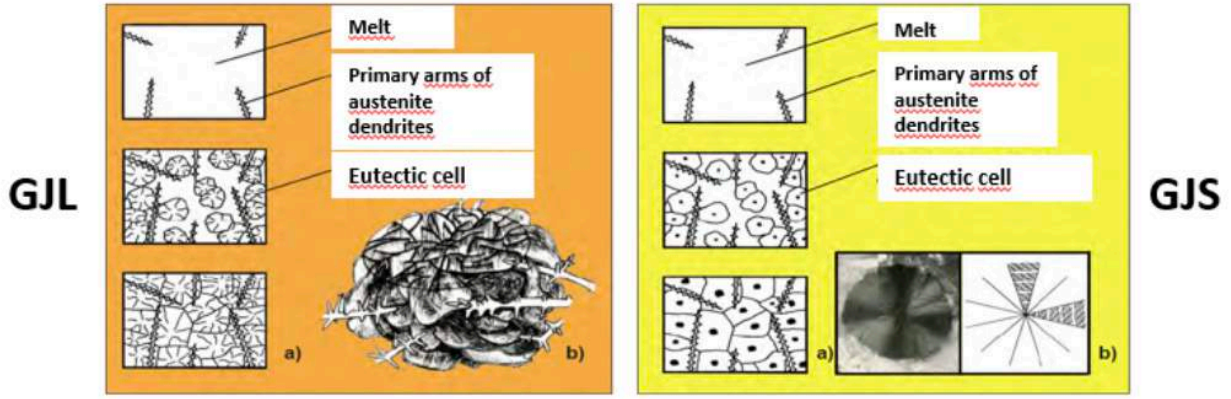 GJL
Melt
Primary arms of
austenite
dendrites
Eutectic cell
a)
b)
Melt
Primary arms of
austenite
dendrites
Eutectic cell
a)
b)
GJS